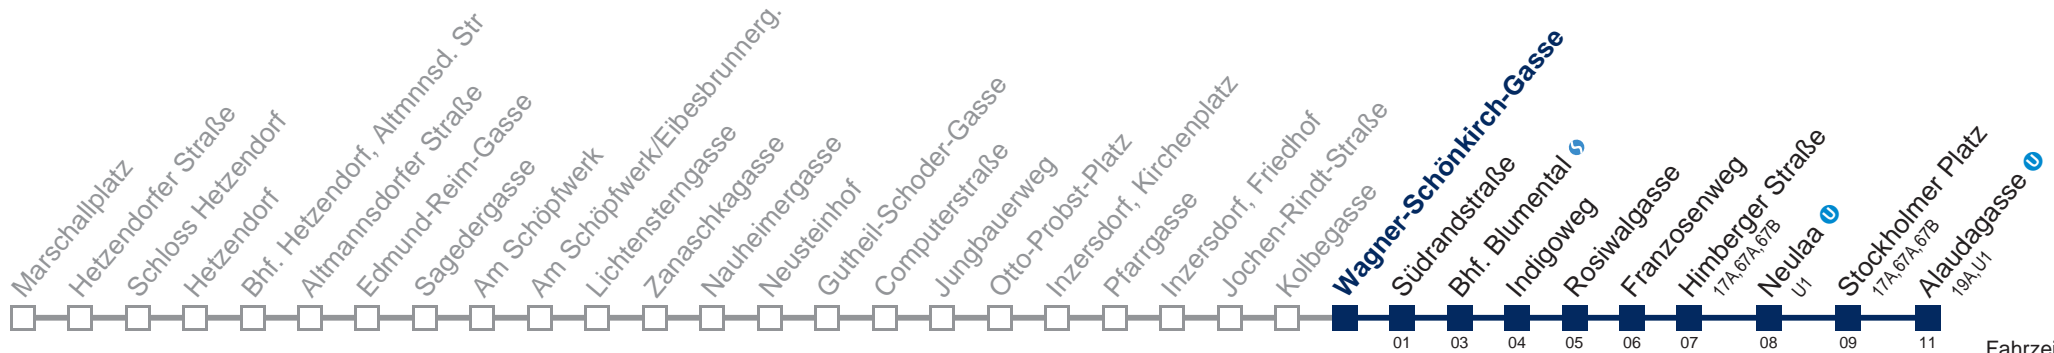 Marschallplatz
Hetzendorfer Straße
Schloss Hetzendorf
Hetzendorf
Bhf. Hetzendorf, Altmnnsd. Str
Altmannsdorfer Straße
Edmund-Reim-Gasse
Sagedergasse
Am Schöpfwerk
Am Schöpfwerk/Eibesbrunnerg.
Lichtensterngasse
Zanaschkagasse
Nauheimergasse
Neusteinhof
Gutheil-Schoder-Gasse
Computerstraße
Jungbauerweg
Otto-Probst-Platz
Inzersdorf, Kirchenplatz
Pfarrgasse
Inzersdorf, Friedhof
Jochen-Rindt-Straße
Kolbegasse
Wagner-Schönkirch-Gasse
Südrandstraße
Bhf. Blumental S
Indigoweg
Rosiwalgasse
Franzosenweg
Himberger Straße
17A,67A,67B
Neulaa U
U1
Stockholmer Platz
17A,67A,67B
Alaudagasse U
19A,U1
01 03 04 05 06 07 08 09 11
Fahrzei